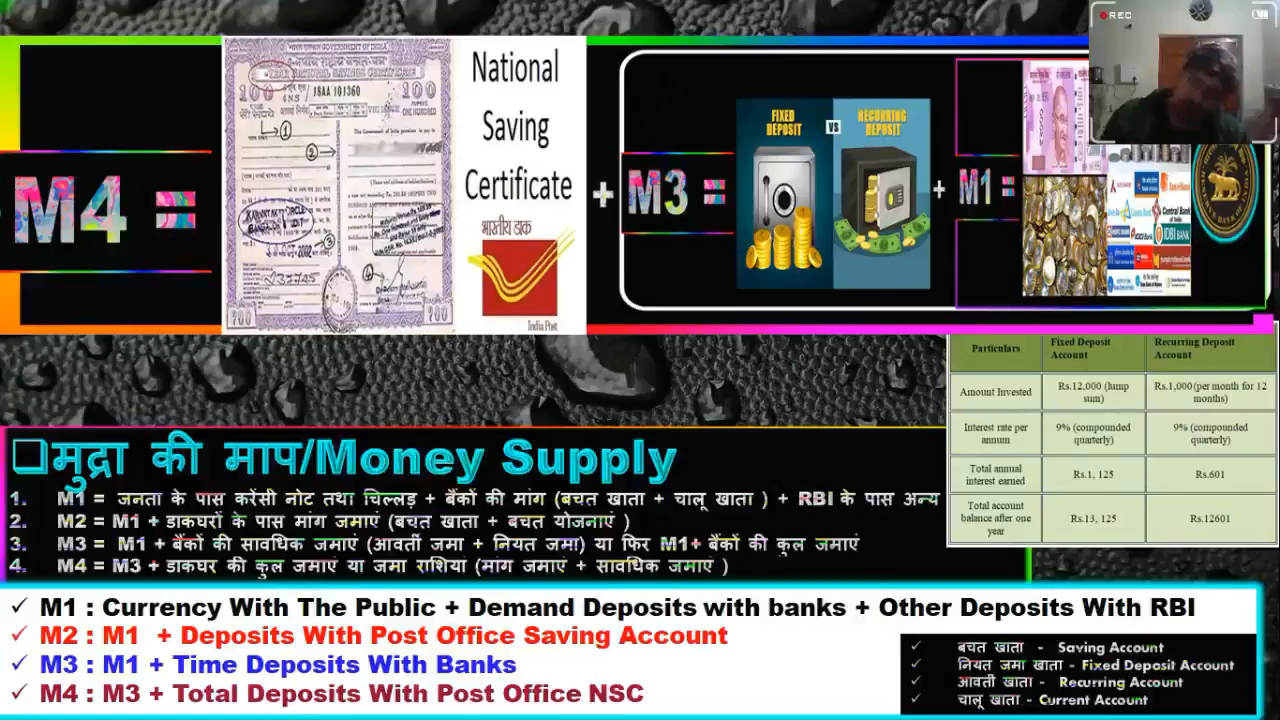 REC
M4 =
100
J8AA 101360
100
National
Saving
Certificate
भारतीय डाक
India Post
+
M3 =
FIXED
DEPOSIT
VS
RECURRING
DEPOSIT
+
M1 =
Central Bank
of India
IDBI BANK
Particulars
Fixed Deposit
Account
Recurring Deposit
Account
Amount Invested
Rs.12,000 (lump
sum)
Rs.1,000 (per month for 12
months)
Interest rate per
annum
9% (compounded
quarterly)
9% (compounded
quarterly)
Total annual
interest earned
Rs.1, 125
Rs.601
Total account
balance after one
year
Rs.13, 125
Rs.12601
मुद्रा की माप/Money Supply
1. M1 = जनता के पास करेंसी नोट तथा चिल्लड़ + बैंकों की मांग (बचत खाता + चालू खाता ) + RBI के पास अन्य
2. M2 = M1 + डाकघरों के पास मांग जमाएं (बचत खाता + बचत योजनाएं )
3. M3 = M1 + बैंकों की सावधिक जमाएं (आवर्ती जमा + नियत जमा) या फिर M1+ बैंकों की कुल जमाएं
4. M4 = M3 + डाकघर की कुल जमाएं या जमा राशिया (मांग जमाएं + सावधिक जमाएं )
✓ M1 : Currency With The Public + Demand Deposits with banks + Other Deposits With RBI
✓ M2 : M1 + Deposits With Post Office Saving Account
✓ M3 : M1 + Time Deposits With Banks
✓ M4 : M3 + Total Deposits With Post Office NSC
✓ बचत खाता - Saving Account
✓ नियत जमा खाता - Fixed Deposit Account
✓ आवती खाता - Recurring Account
✓ चालू खाता - Current Account